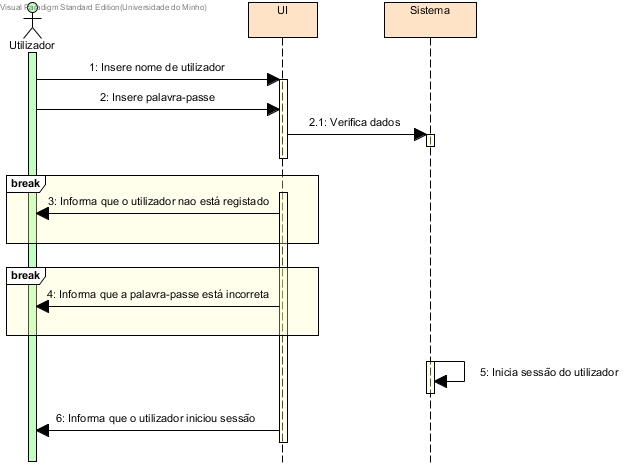 Visual Paradigm Standard Edition(Universidade do Minho)
UI
Sistema
Utilizador
1: Insere nome de utilizador
2: Insere palavra-passe
2.1: Verifica dados
break
3: Informa que o utilizador nao está registado
break
4: Informa que a palavra-passe está incorreta
5: Inicia sessão do utilizador
6: Informa que o utilizador iniciou sessão